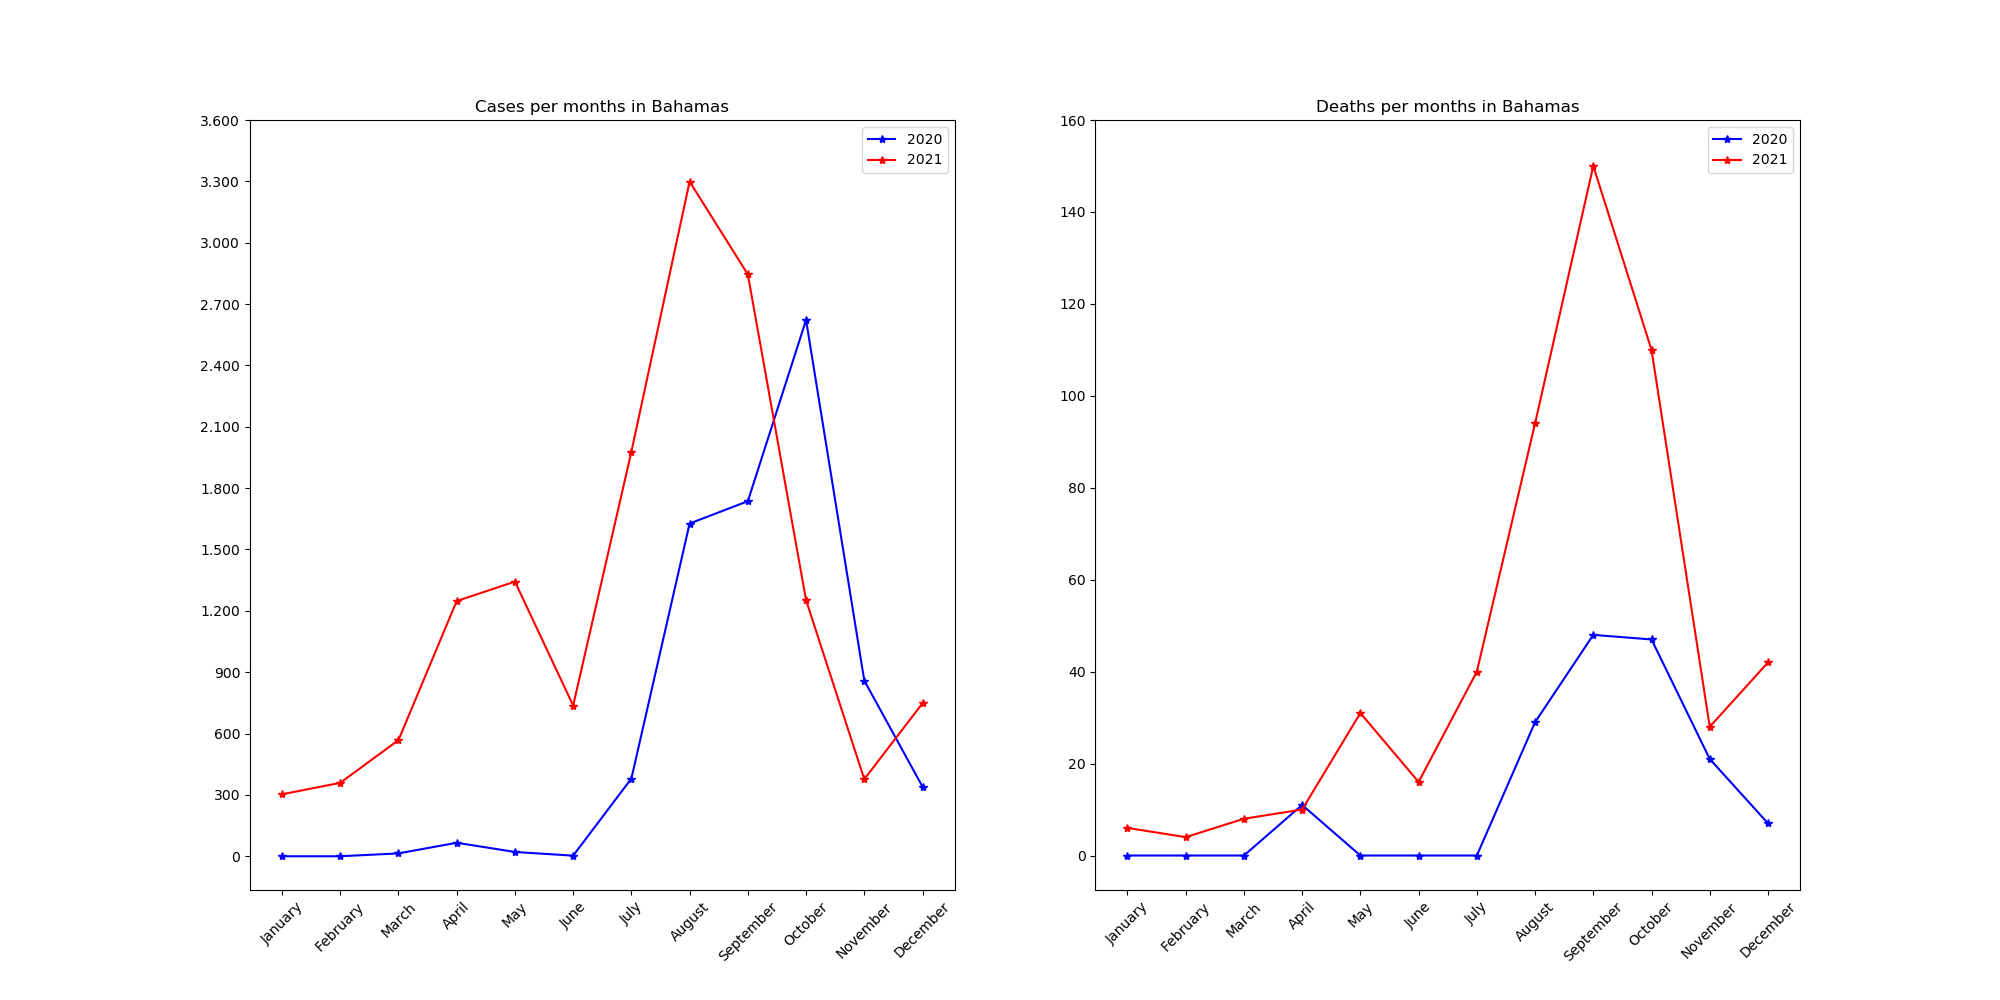 Cases per months in Bahamas
3.600
3.300
3.000
2.700
2.400
2.100
1.800
1.500
1.200
900
600
300
0
2020
2021
January
February
March
April
May
June
July
August
September
October
November
December
Deaths per months in Bahamas
160
140
120
100
80
60
40
20
0
2020
2021
January
February
March
April
May
June
July
August
September
October
November
December